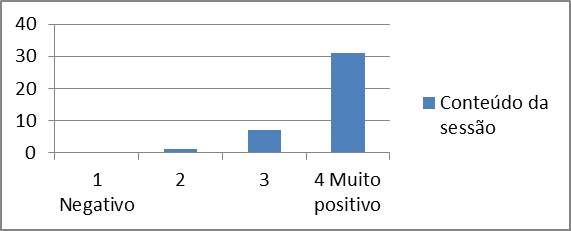 40
30
20
10
0
1
Negativo
2
3
4 Muito
positivo
Conteúdo da
sessão